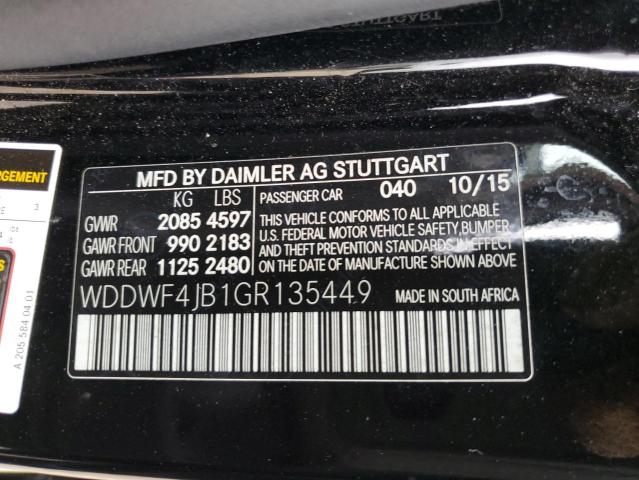 MFD BY DAIMLER AG STUTTGART
KG LBS PASSENGER CAR 040 10/15
GVWR 2085 4597
GAWR FRONT 990 2183
GAWR REAR 1125 2480
THIS VEHICLE CONFORMS TO ALL APPLICABLE
U.S. FEDERAL MOTOR VEHICLE SAFETY,BUMPER
AND THEFT PREVENTION STANDARDS IN EFFECT
ON THE DATE OF MANUFACTURE SHOWN ABOVE.
WDDWF4JB1GR135449 MADE IN SOUTH AFRICA
A 205 584 04 01